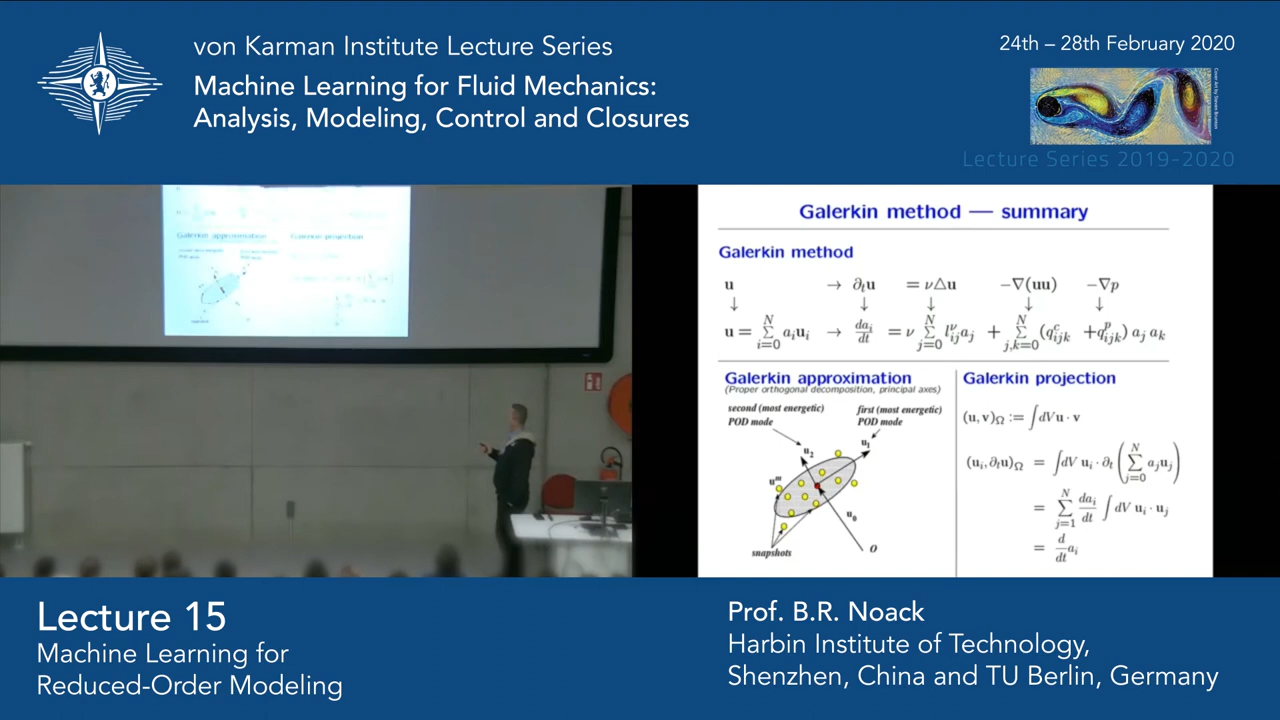 von Karman Institute Lecture Series
Machine Learning for Fluid Mechanics:
Analysis, Modeling, Control and Closures
24th – 28th February 2020
Lecture Series 2019-2020
Galerkin approximation
Galerkin projection
Galerkin method — summary
Galerkin method
u → ∂ₜu = ν△u −∇(uu) −∇p
↓ ↓ ↓ ↓ ↓
u = ∑_{i=0}^{N} aᵢuᵢ → daᵢ/dt = ν ∑_{j=0}^{N} l^ν_{ij}aⱼ + ∑_{j,k=0}^{N} (q^c_{ijk} + q^p_{ijk}) aⱼ aₖ
Galerkin approximation
(Proper orthogonal decomposition, principal axes)
second (most energetic)
POD mode
first (most energetic)
POD mode
u₂
u₁
uᵐ
u₀
snapshots
O
Galerkin projection
(u, v)_Ω := ∫dV u · v
(uᵢ, ∂ₜu)_Ω = ∫dV uᵢ · ∂ₜ (∑_{j=0}^{N} aⱼuⱼ)
= ∑_{j=1}^{N} daᵢ/dt ∫dV uᵢ · uⱼ
= d/dt aᵢ
Lecture 15
Machine Learning for
Reduced-Order Modeling
Prof. B.R. Noack
Harbin Institute of Technology,
Shenzhen, China and TU Berlin, Germany